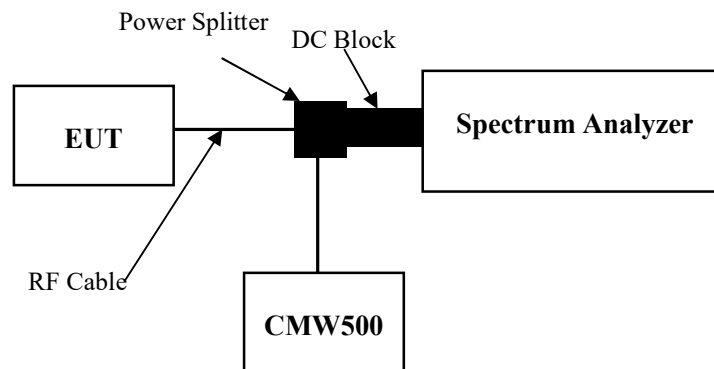 Power Splitter
DC Block
EUT
Spectrum Analyzer
RF Cable
CMW500